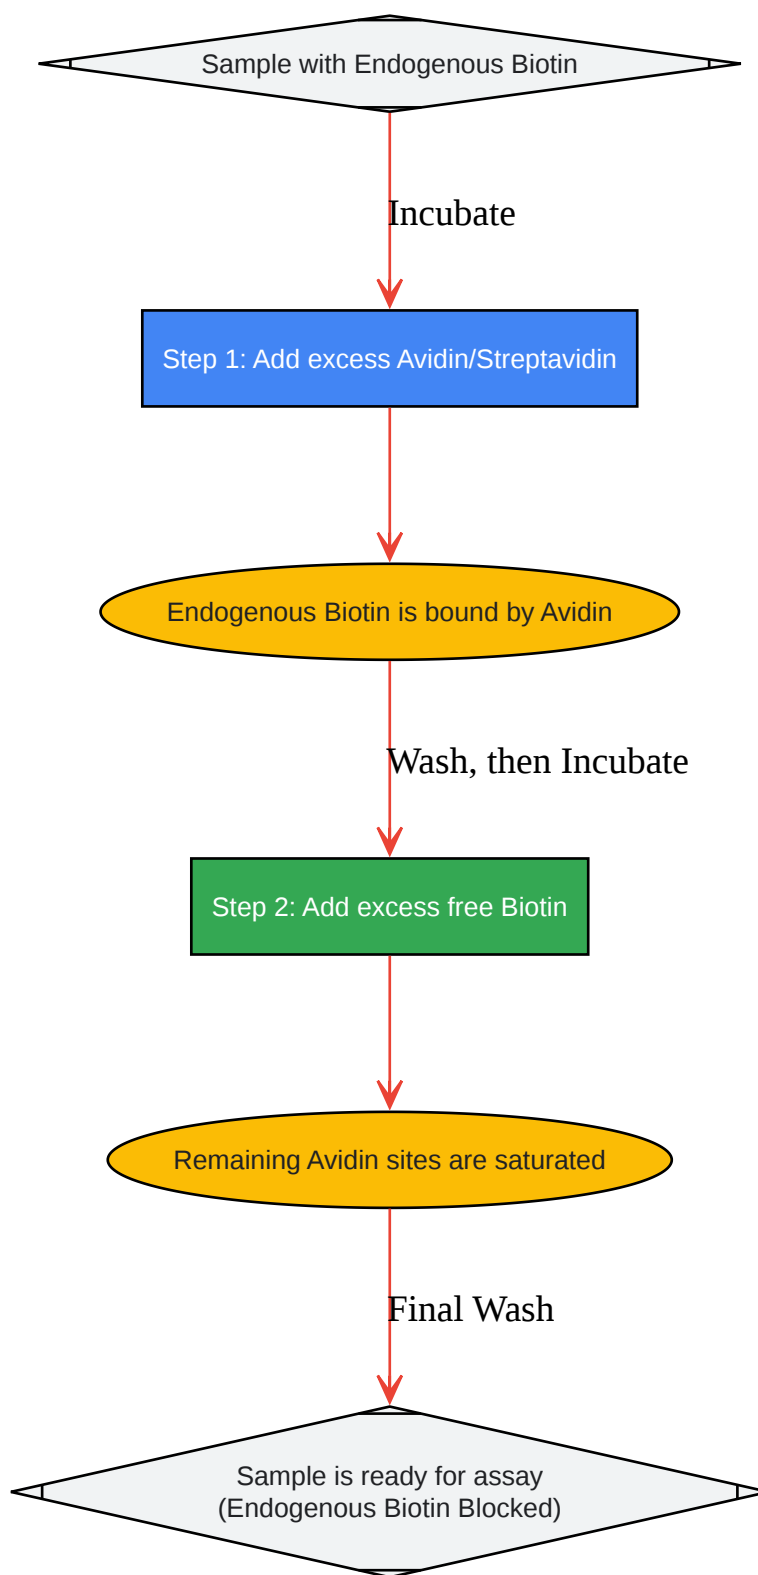 Sample with Endogenous Biotin
Incubate
Step 1: Add excess Avidin/Streptavidin
Endogenous Biotin is bound by Avidin
Wash, then Incubate
Step 2: Add excess free Biotin
Remaining Avidin sites are saturated
Final Wash
Sample is ready for assay
(Endogenous Biotin Blocked)